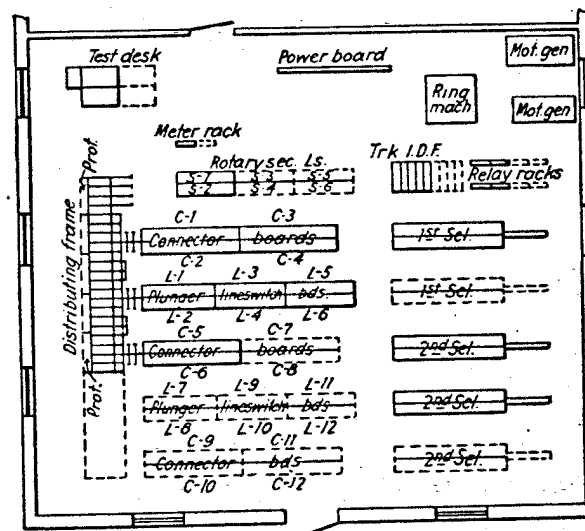 Test desk
Power board
Mot. gen
Ring mach
Mot. gen
Meter rack
Prot.
Rotary sec. Ls.
S-1 S-3 S-5
S-2 S-4 S-6
Trk I.D.F.
Relay racks
Distributing frame
C-1 C-3
Connector boards
C-2 C-4
1st Sel.
L-1 L-3 L-5
Plunger lineswitch bds.
L-2 L-4 L-6
1st Sel.
C-5 C-7
Connector boards
C-6 C-8
2nd Sel.
Prot.
L-7 L-9 L-11
Plunger lineswitch bds
L-8 L-10 L-12
2nd Sel.
C-9 C-11
Connector bds
C-10 C-12
2nd Sel.